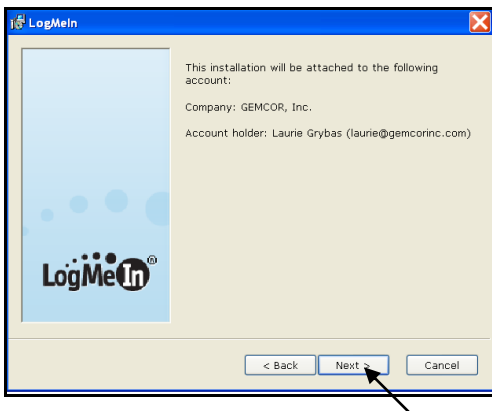 LogMeIn
This installation will be attached to the following
account:
Company: GEMCOR, Inc.
Account holder: Laurie Grybas (laurie@gemcorinc.com)
LogMeIn®
< Back
Next >
Cancel